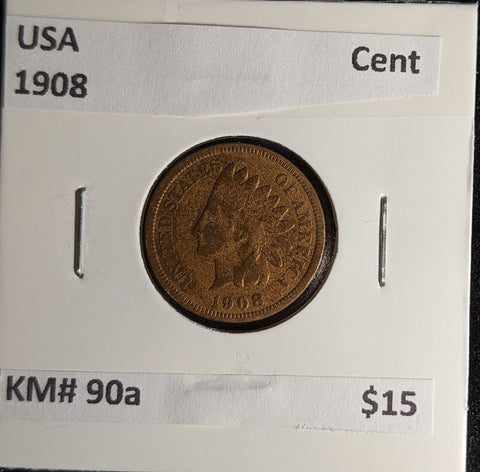 USA
Cent
1908
UNITED STATES OF AMERICA
1908
KM# 90a
$15